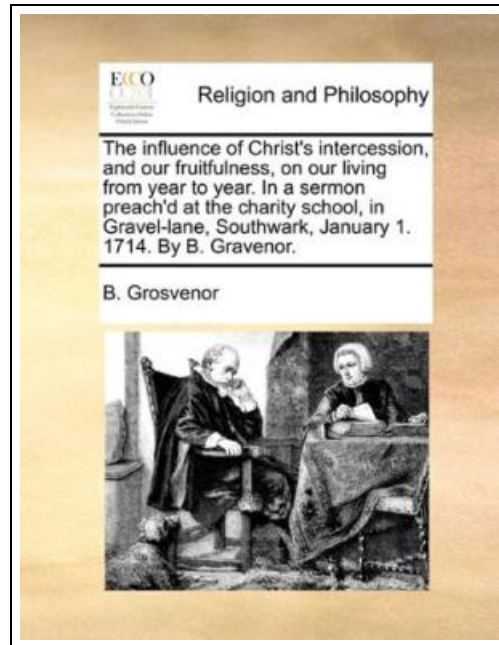 ECCO
Religion and Philosophy
The influence of Christ's intercession,
and our fruitfulness, on our living
from year to year. In a sermon
preach'd at the charity school, in
Gravel-lane, Southwark, January 1.
1714. By B. Gravenor.
B. Grosvenor